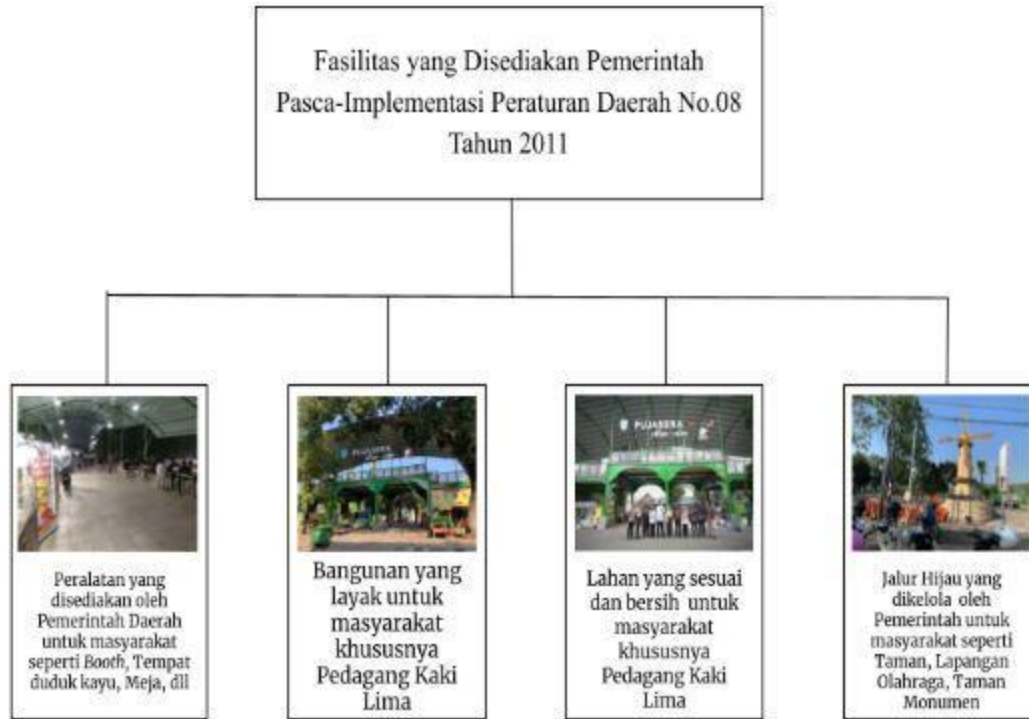 Fasilitas yang Disediakan Pemerintah
Pasca-Implementasi Peraturan Daerah No.08
Tahun 2011
Peralatan yang
disediakan oleh
Pemerintah Daerah
untuk masyarakat
seperti Booth, Tempat
duduk kayu, Meja, dll
PUJASERA
Bangunan yang
layak untuk
masyarakat
khususnya
Pedagang Kaki
Lima
PUJASERA
Lahan yang sesuai
dan bersih untuk
masyarakat
khususnya
Pedagang Kaki
Lima
Jalur Hijau yang
dikelola oleh
Pemerintah untuk
masyarakat seperti
Taman, Lapangan
Olahraga, Taman
Monumen